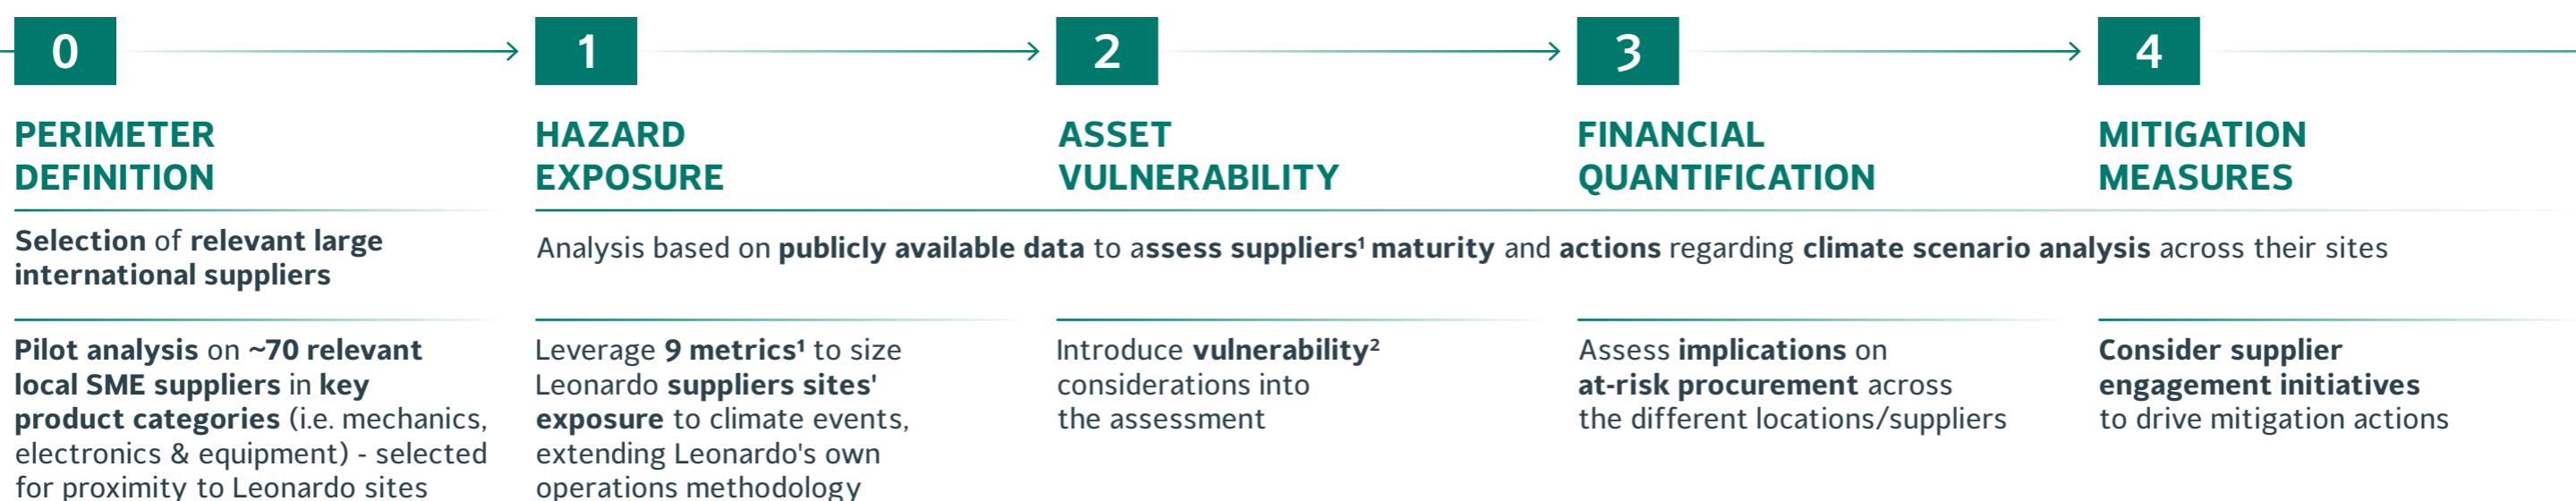 0
1
2
3
4
PERIMETER
DEFINITION
HAZARD
EXPOSURE
ASSET
VULNERABILITY
FINANCIAL
QUANTIFICATION
MITIGATION
MEASURES
Selection of relevant large
international suppliers
Analysis based on publicly available data to assess suppliers¹ maturity and actions regarding climate scenario analysis across their sites
Pilot analysis on ~70 relevant
local SME suppliers in key
product categories (i.e. mechanics,
electronics & equipment) - selected
for proximity to Leonardo sites
Leverage 9 metrics¹ to size
Leonardo suppliers sites'
exposure to climate events,
extending Leonardo's own
operations methodology
Introduce vulnerability²
considerations into
the assessment
Assess implications on
at-risk procurement across
the different locations/suppliers
Consider supplier
engagement initiatives
to drive mitigation actions